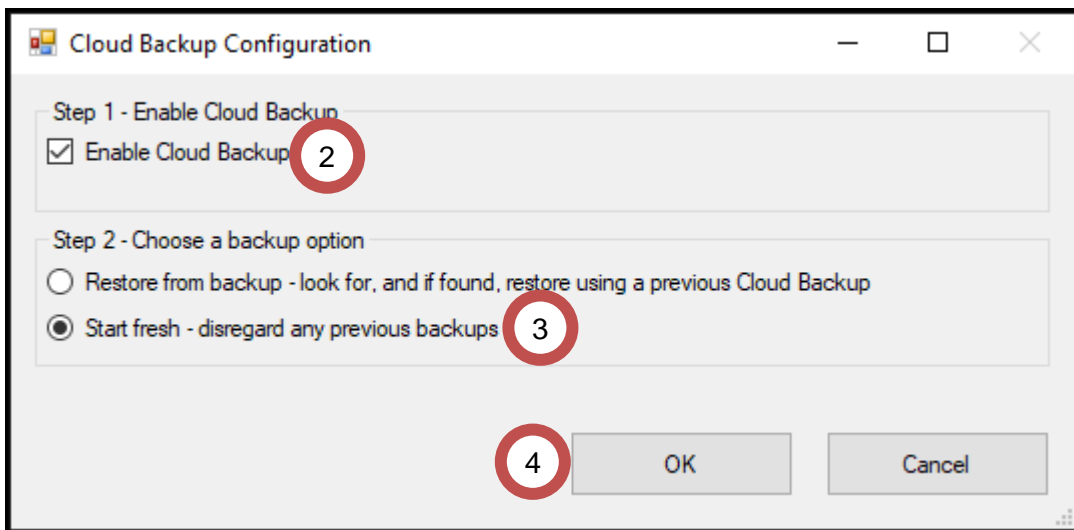 Cloud Backup Configuration
Step 1 - Enable Cloud Backup
Enable Cloud Backup
2
Step 2 - Choose a backup option
Restore from backup - look for, and if found, restore using a previous Cloud Backup
Start fresh - disregard any previous backups
3
4
OK
Cancel